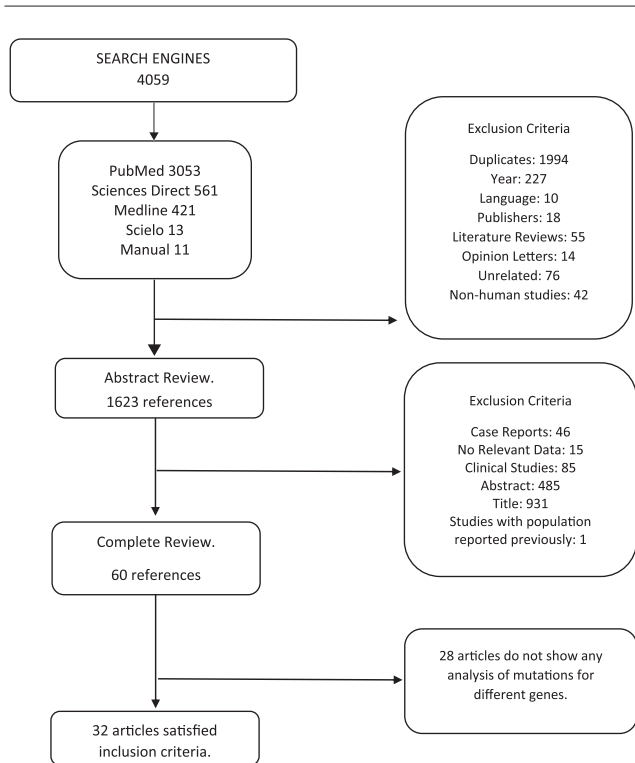 SEARCH ENGINES
4059
PubMed 3053
Sciences Direct 561
Medline 421
Scielo 13
Manual 11
Exclusion Criteria
Duplicates: 1994
Year: 227
Language: 10
Publishers: 18
Literature Reviews: 55
Opinion Letters: 14
Unrelated: 76
Non-human studies: 42
Abstract Review.
1623 references
Exclusion Criteria
Case Reports: 46
No Relevant Data: 15
Clinical Studies: 85
Abstract: 485
Title: 931
Studies with population
reported previously: 1
Complete Review.
60 references
28 articles do not show any
analysis of mutations for
different genes.
32 articles satisfied
inclusion criteria.